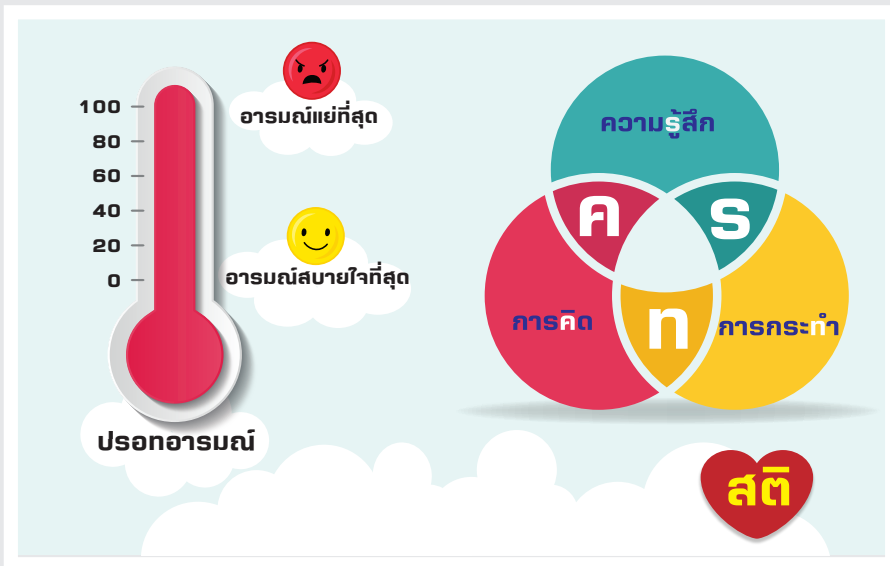 100
80
60
40
20
0
อารมณ์แย่ที่สุด
อารมณ์สบายใจที่สุด
ปรอทอารมณ์
ความรู้สึก
ค
ร
การคิด
ท
การกระทำ
สติ